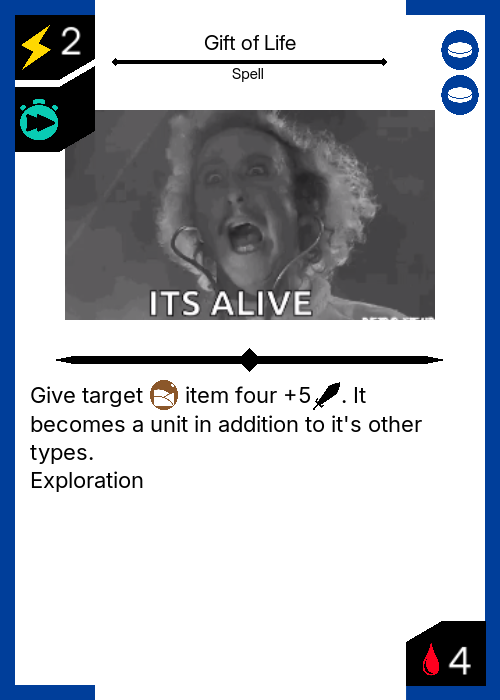 2
Gift of Life
Spell
ITS ALIVE
Give target item four +5. It
becomes a unit in addition to it's other
types.
Exploration
4